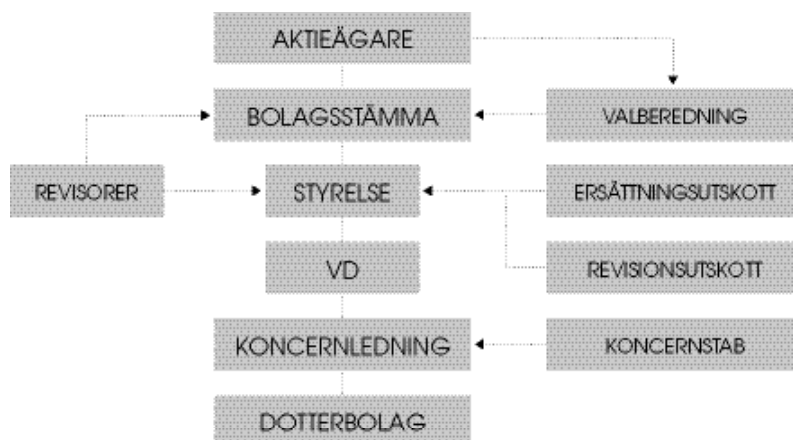 AKTIEÄGARE
BOLAGSSTÄMMA
VALBEREDNING
REVISORER
STYRELSE
ERSÄTTNINGSUTSKOTT
VD
REVISIONSUTSKOTT
KONCERNLEDNING
KONCERNSTAB
DOTTERBOLAG